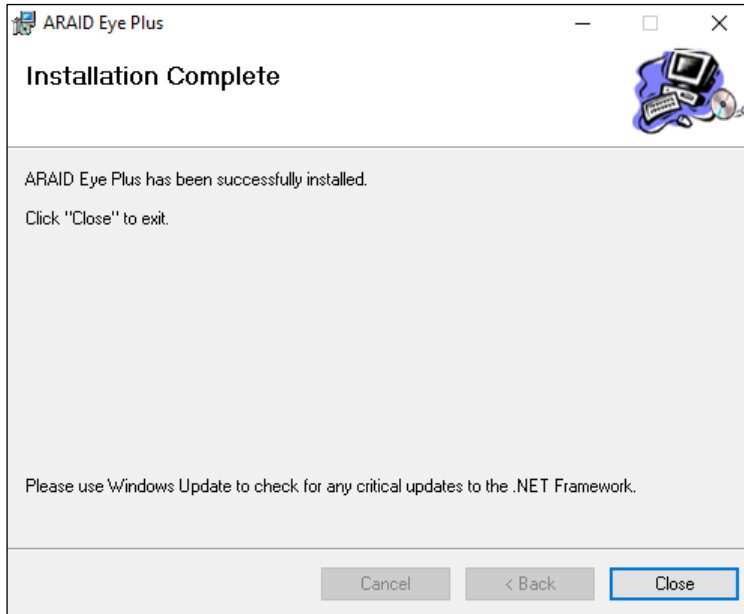 ARAID Eye Plus
Installation Complete
ARAID Eye Plus has been successfully installed.
Click "Close" to exit.
Please use Windows Update to check for any critical updates to the .NET Framework.
Cancel
< Back
Close